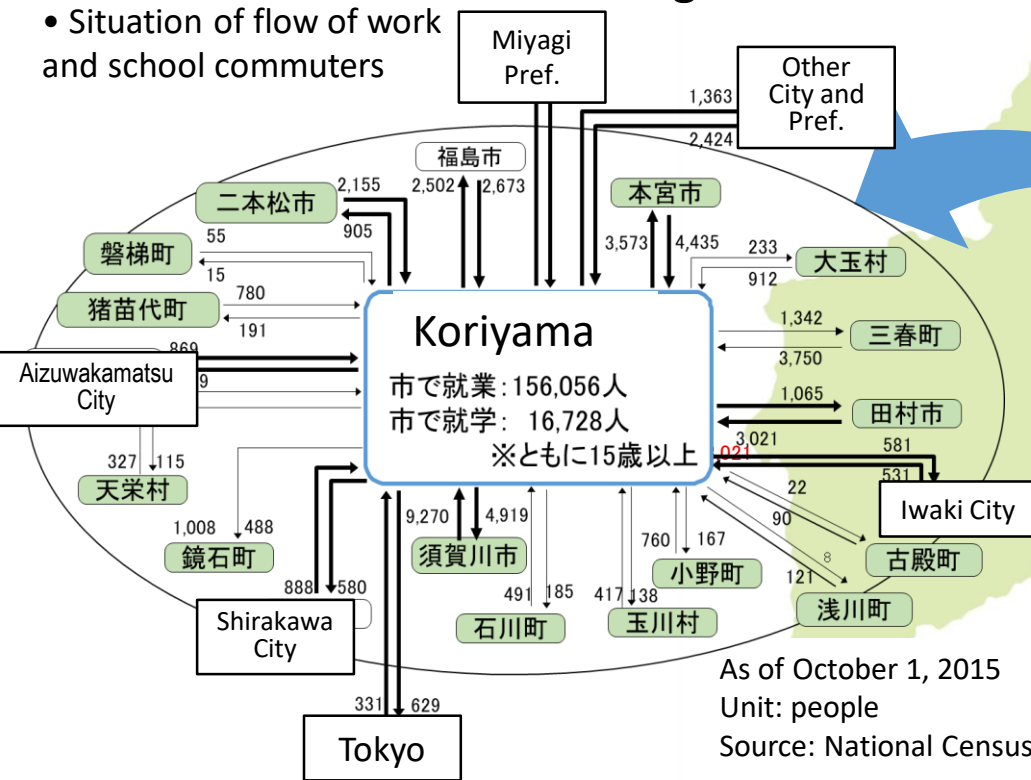 • Situation of flow of work
and school commuters
Miyagi
Pref.
Other
City and
Pref.
1,363
2,424
福島市
2,502
2,673
二本松市
2,155
905
本宮市
3,573
4,435
磐梯町
55
15
233
912
大玉村
猪苗代町
780
191
Koriyama
市で就業:156,056人
市で就学: 16,728人
※ともに15歳以上
1,342
3,750
三春町
869
9
Aizuwakamatsu
City
1,065
3,021
田村市
021
581
531
Iwaki City
327
115
天栄村
22
90
古殿町
1,008
488
鏡石町
9,270
4,919
須賀川市
760
167
小野町
8
121
浅川町
888
580
Shirakawa
City
491
185
石川町
417
138
玉川村
331
629
Tokyo
As of October 1, 2015
Unit: people
Source: National Census